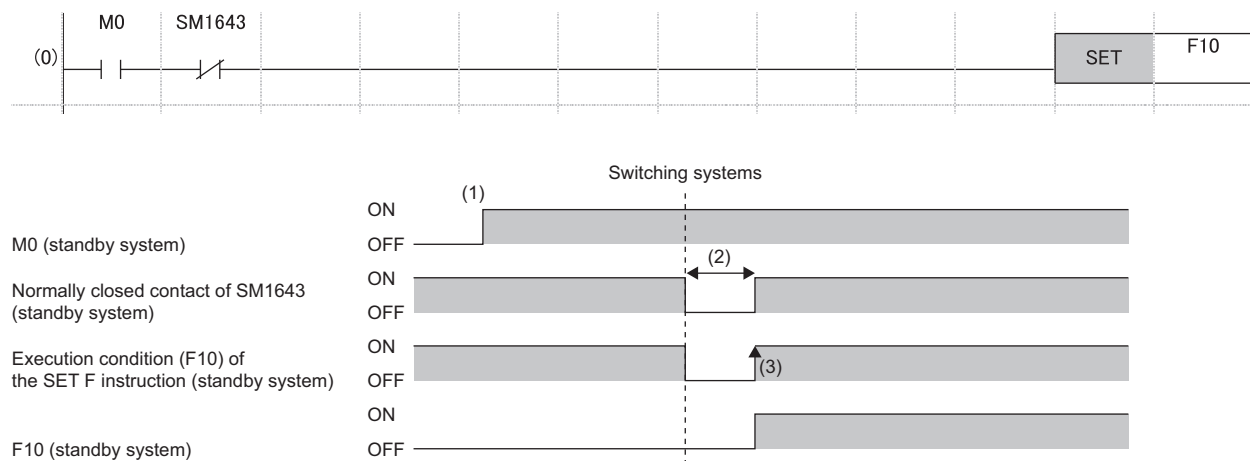 M0 SM1643
(0) SET F10
Switching systems
(1)
ON
M0 (standby system) OFF
(2)
ON
Normally closed contact of SM1643
(standby system)
OFF
ON
Execution condition (F10) of
the SET F instruction (standby system)
OFF
(3)
ON
F10 (standby system) OFF